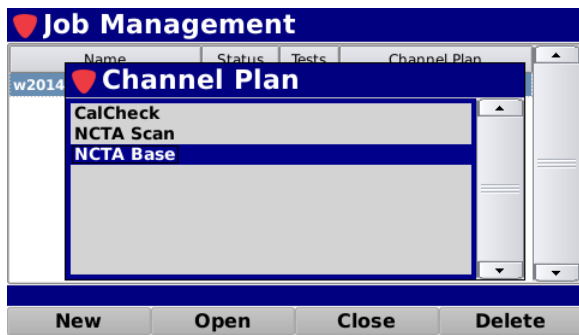 Job Management
Name Status Tests Channel Plan
w2014
Channel Plan
CalCheck
NCTA Scan
NCTA Base
New Open Close Delete